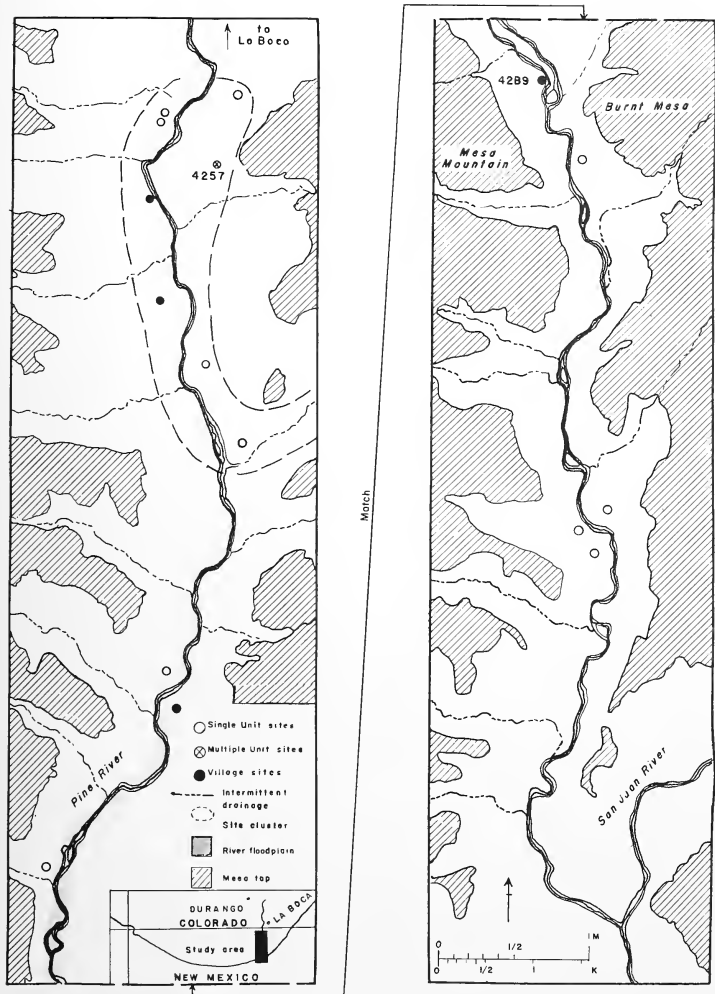 to
La Boca
4257
Pine River
Single Unit sites
Multiple Unit sites
Village sites
Intermittent
drainage
Site cluster
River floodplain
Mesa top
DURANGO
LA BOCA
COLORADO
Study area
NEW MEXICO
Match
4289
Burnt Mesa
Mesa
Mountain
San Juan River
0 1/2 1M
1/2 1 K